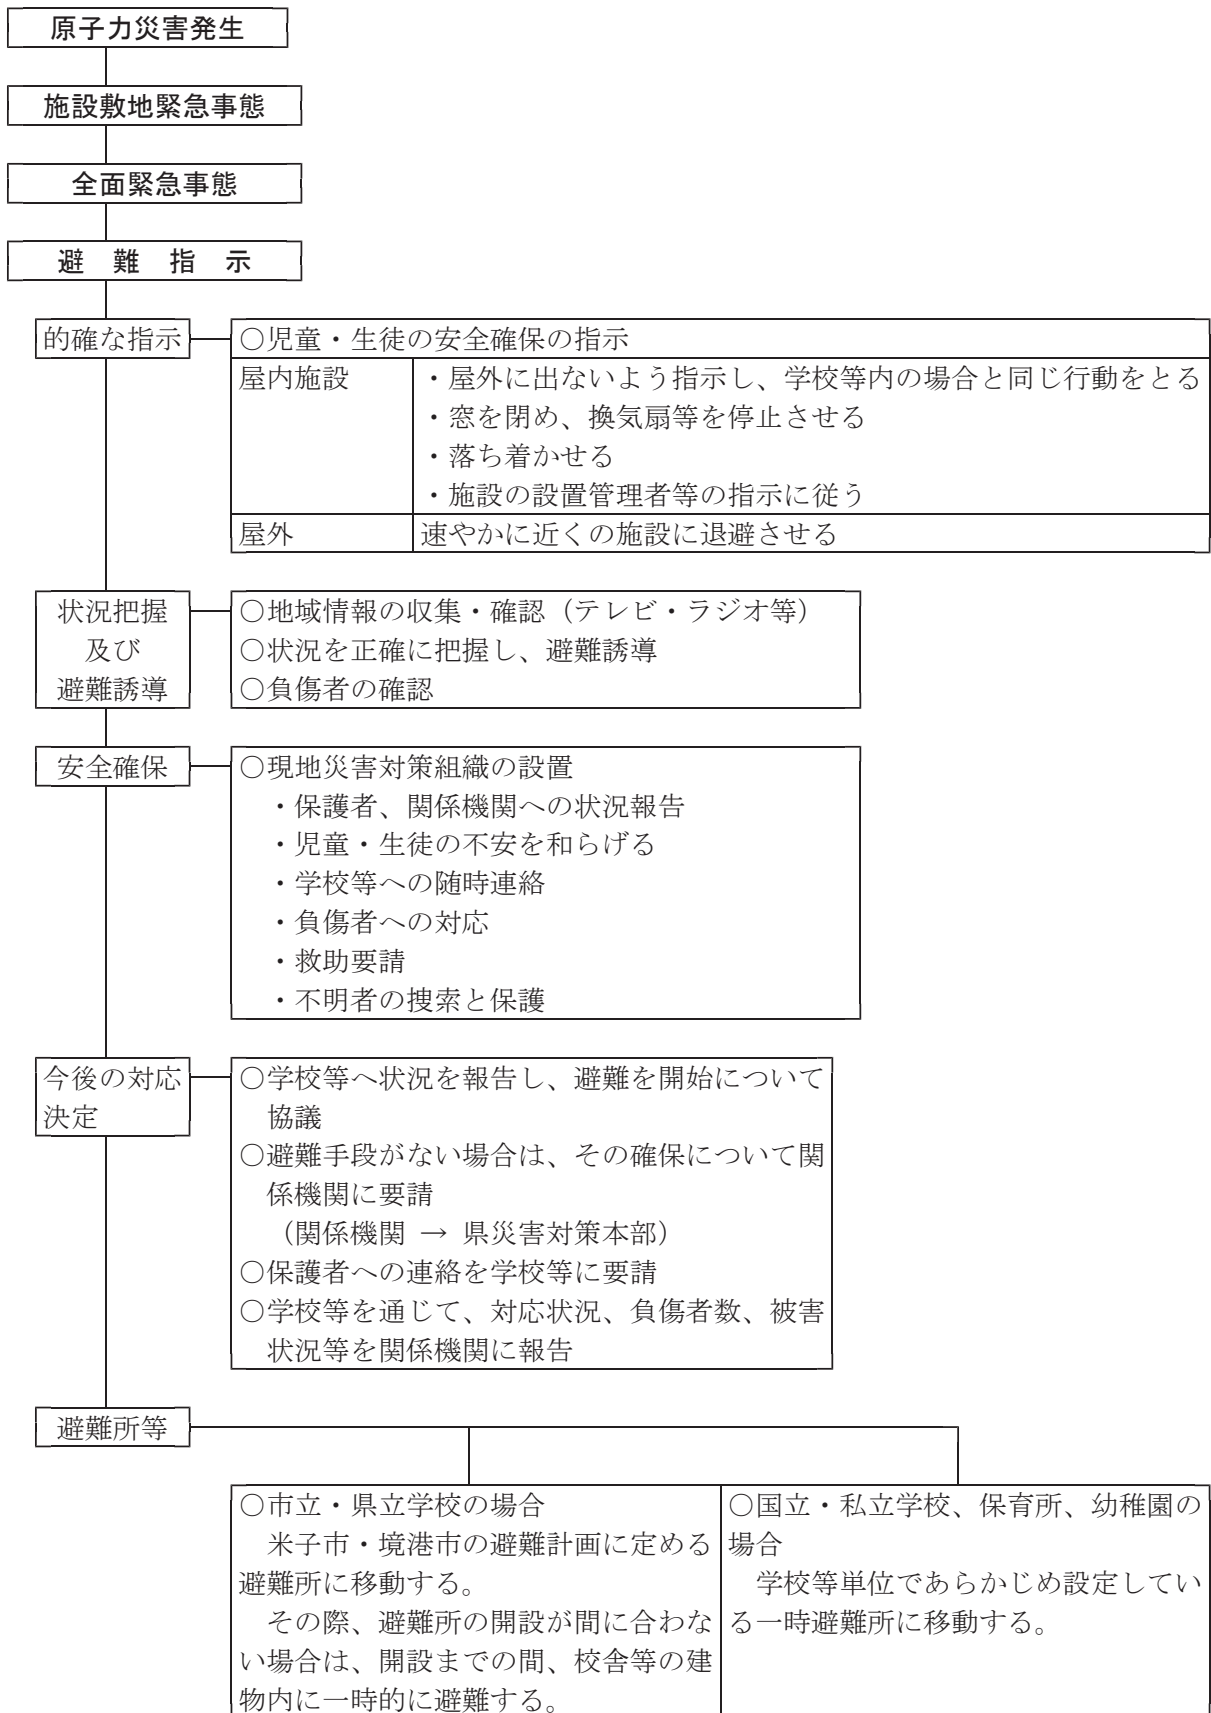 原子力災害発生
施設敷地緊急事態
全面緊急事態
避　難　指　示
的確な指示
○児童・生徒の安全確保の指示
屋内施設
・屋外に出ないよう指示し、学校等内の場合と同じ行動をとる
・窓を閉め、換気扇等を停止させる
・落ち着かせる
・施設の設置管理者等の指示に従う
屋外
速やかに近くの施設に退避させる
状況把握
及び
避難誘導
○地域情報の収集・確認（テレビ・ラジオ等）
○状況を正確に把握し、避難誘導
○負傷者の確認
安全確保
○現地災害対策組織の設置
・保護者、関係機関への状況報告
・児童・生徒の不安を和らげる
・学校等への随時連絡
・負傷者への対応
・救助要請
・不明者の捜索と保護
今後の対応
決定
○学校等へ状況を報告し、避難を開始について
協議
○避難手段がない場合は、その確保について関
係機関に要請
（関係機関 → 県災害対策本部）
○保護者への連絡を学校等に要請
○学校等を通じて、対応状況、負傷者数、被害
状況等を関係機関に報告
避難所等
○市立・県立学校の場合
米子市・境港市の避難計画に定める
避難所に移動する。
その際、避難所の開設が間に合わな
い場合は、開設までの間、校舎等の建
物内に一時的に避難する。
○国立・私立学校、保育所、幼稚園の
場合
学校等単位であらかじめ設定してい
る一時避難所に移動する。